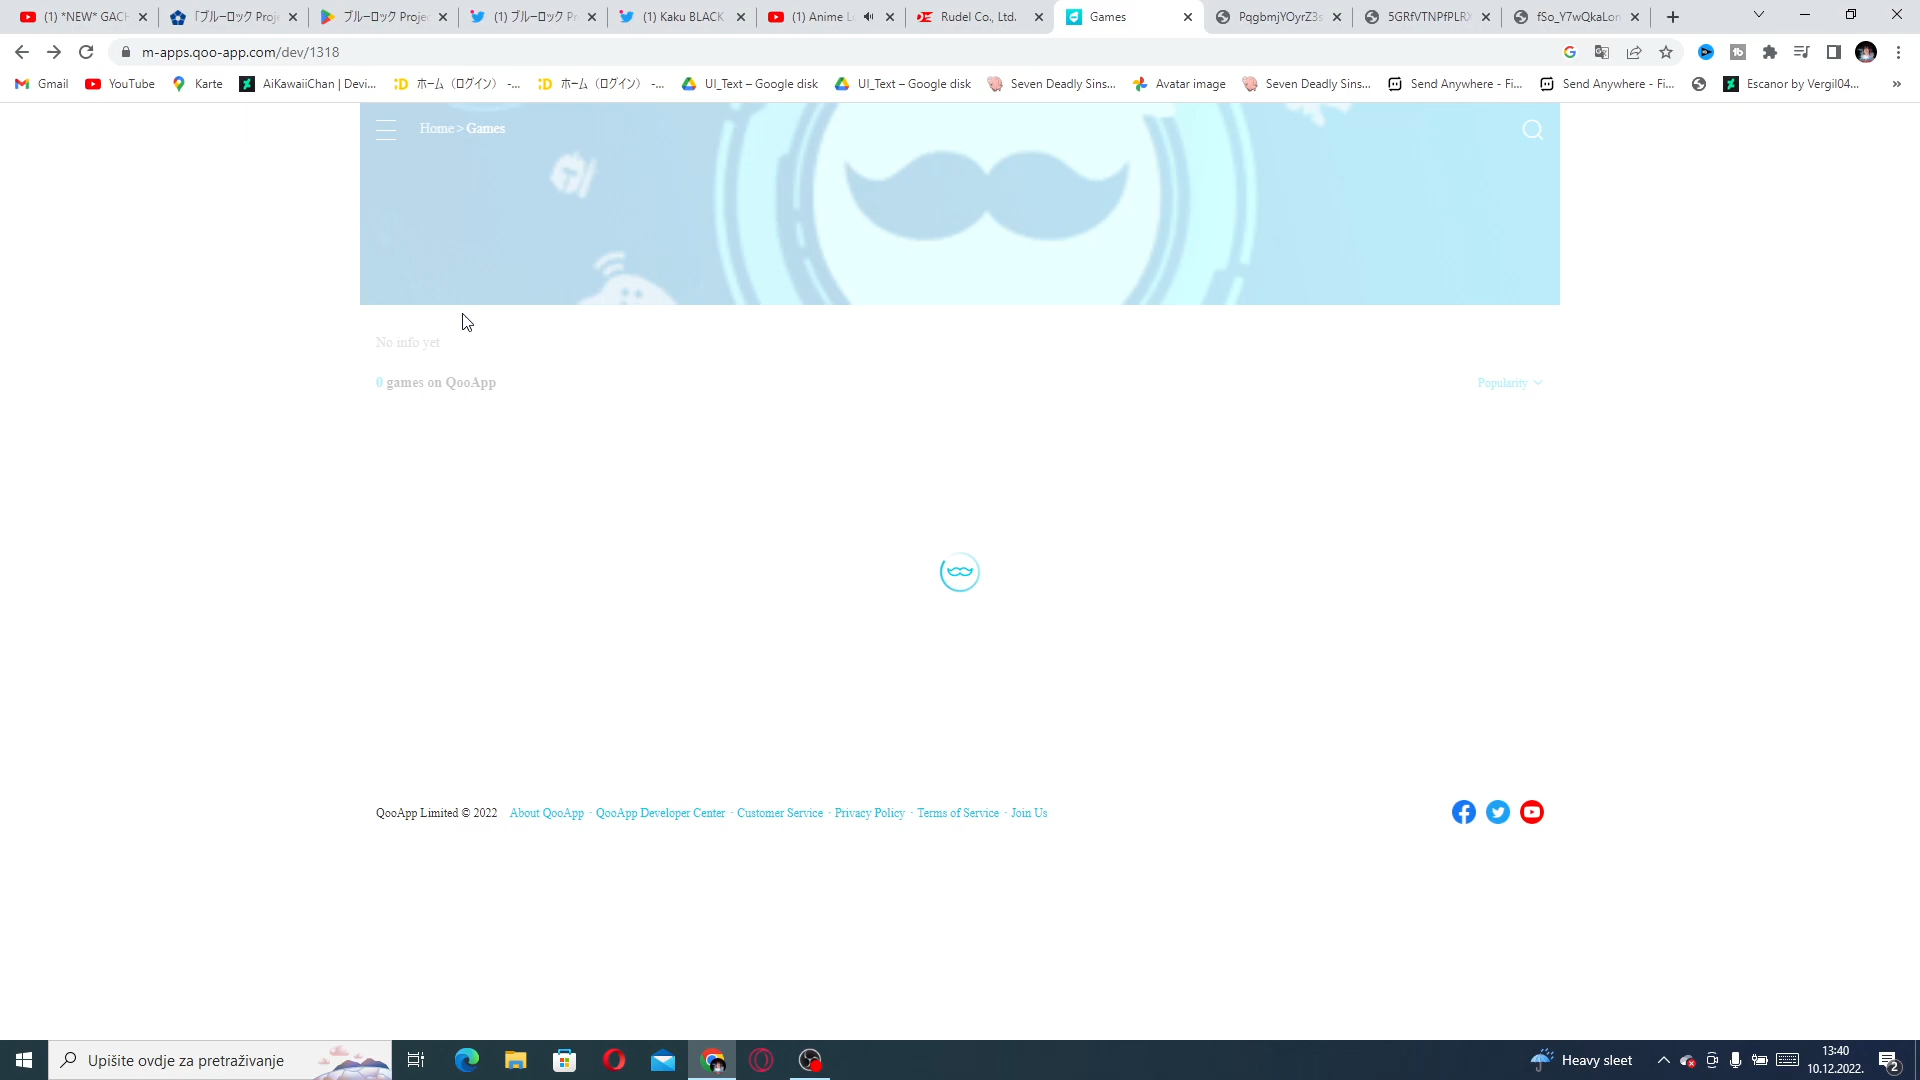 (1) *NEW* GACH
「ブルーロック Proje
ブルーロック Projec
(1) ブルーロック Pr
(1) Kaku BLACK
(1) Anime L
Rudel Co., Ltd.
Games
PqgbmjYOyrZ3s
5GRfVTNPfPLRX
fSo_Y7wQkaLon
m-apps.qoo-app.com/dev/1318
Gmail
YouTube
Karte
AiKawaiiChan | Devi...
ホーム（ログイン） -...
ホーム（ログイン） -...
UI_Text – Google disk
UI_Text – Google disk
Seven Deadly Sins...
Avatar image
Seven Deadly Sins...
Send Anywhere - Fi...
Send Anywhere - Fi...
Escanor by Vergil04...
»
Home > Games
No info yet
0 games on QooApp
Popularity
QooApp Limited © 2022 About QooApp · QooApp Developer Center · Customer Service · Privacy Policy · Terms of Service · Join Us
Upišite ovdje za pretraživanje
Heavy sleet
13:40
10.12.2022.
2